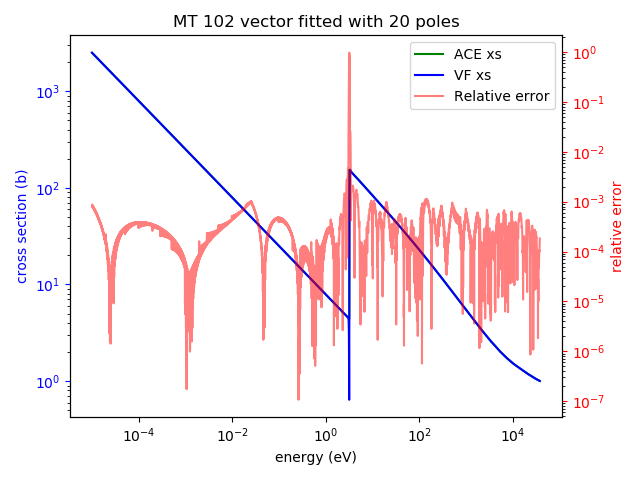 MT 102 vector fitted with 20 poles
ACE xs
VF xs
Relative error
cross section (b)
10³
10²
10¹
10⁰
10⁰
10⁻¹
10⁻²
10⁻³
10⁻⁴
10⁻⁵
10⁻⁶
10⁻⁷
relative error
10⁻⁴ 10⁻² 10⁰ 10² 10⁴
energy (eV)